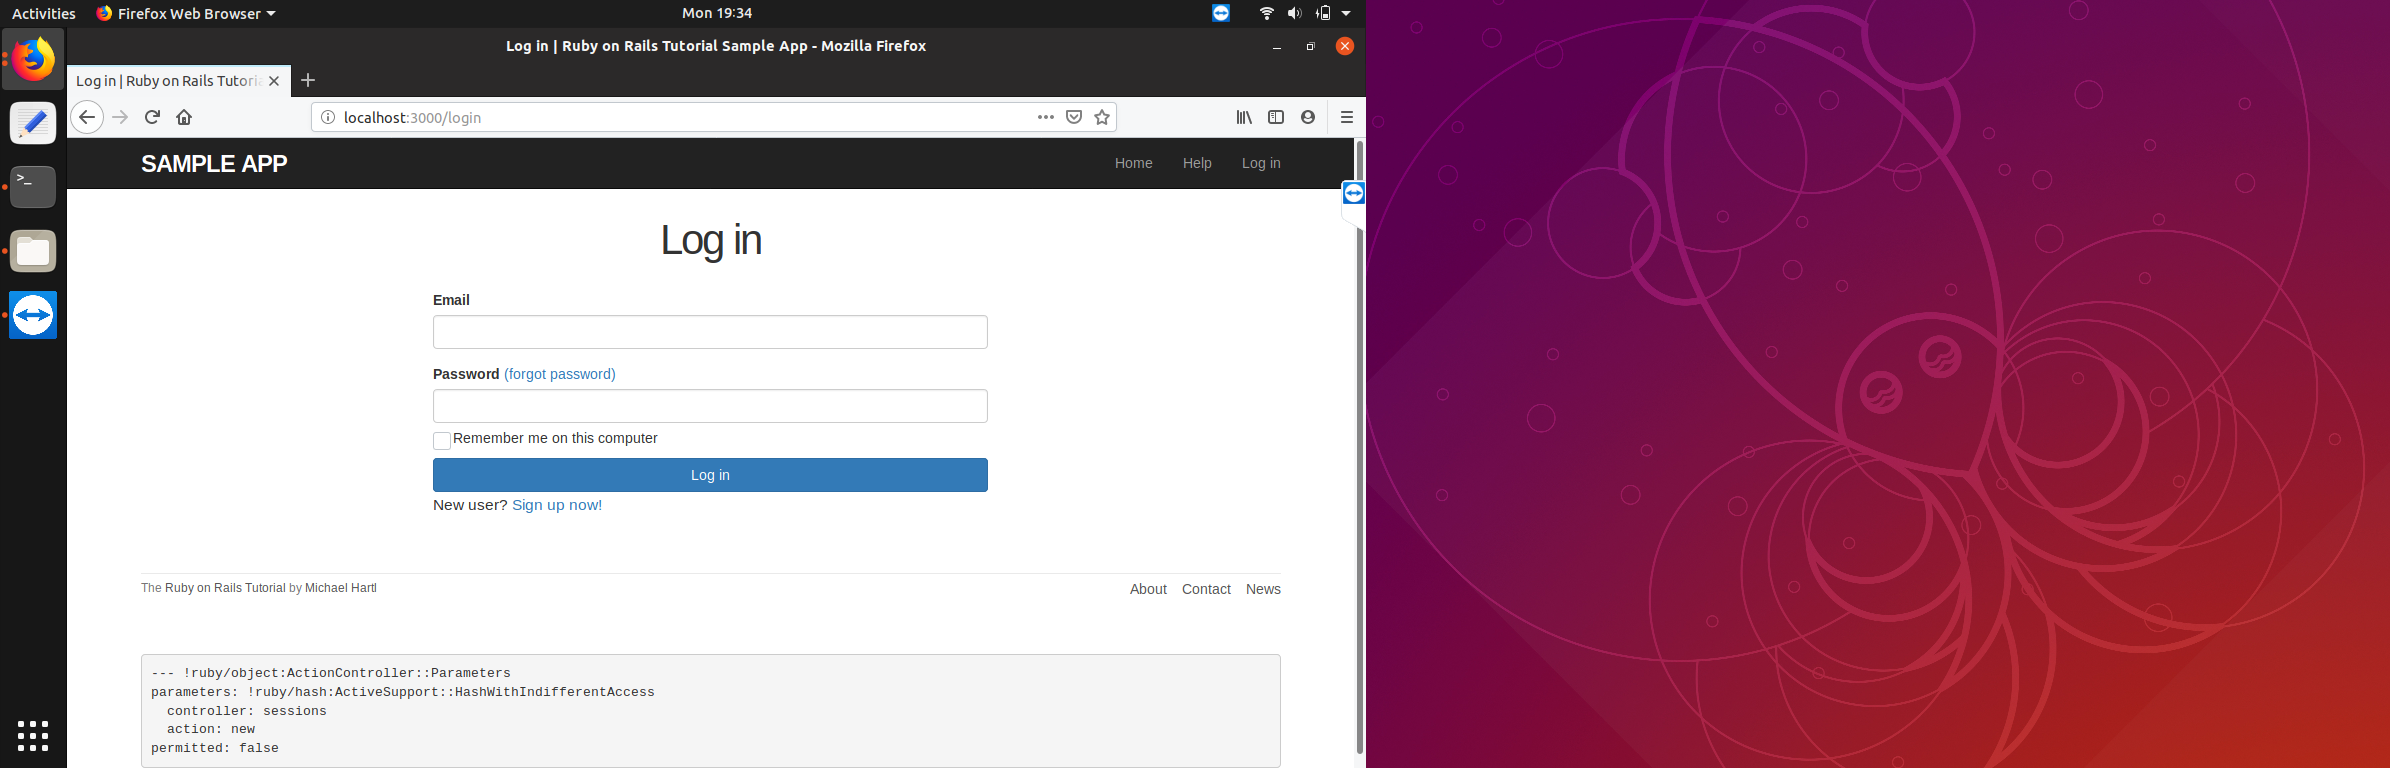 Activities Firefox Web Browser Mon 19:34
Log in | Ruby on Rails Tutorial Sample App - Mozilla Firefox
Log in | Ruby on Rails Tutoria
localhost:3000/login
SAMPLE APP Home Help Log in
Log in
Email
Password (forgot password)
Remember me on this computer
Log in
New user? Sign up now!
The Ruby on Rails Tutorial by Michael Hartl About Contact News
--- !ruby/object:ActionController::Parameters
parameters: !ruby/hash:ActiveSupport::HashWithIndifferentAccess
  controller: sessions
  action: new
permitted: false